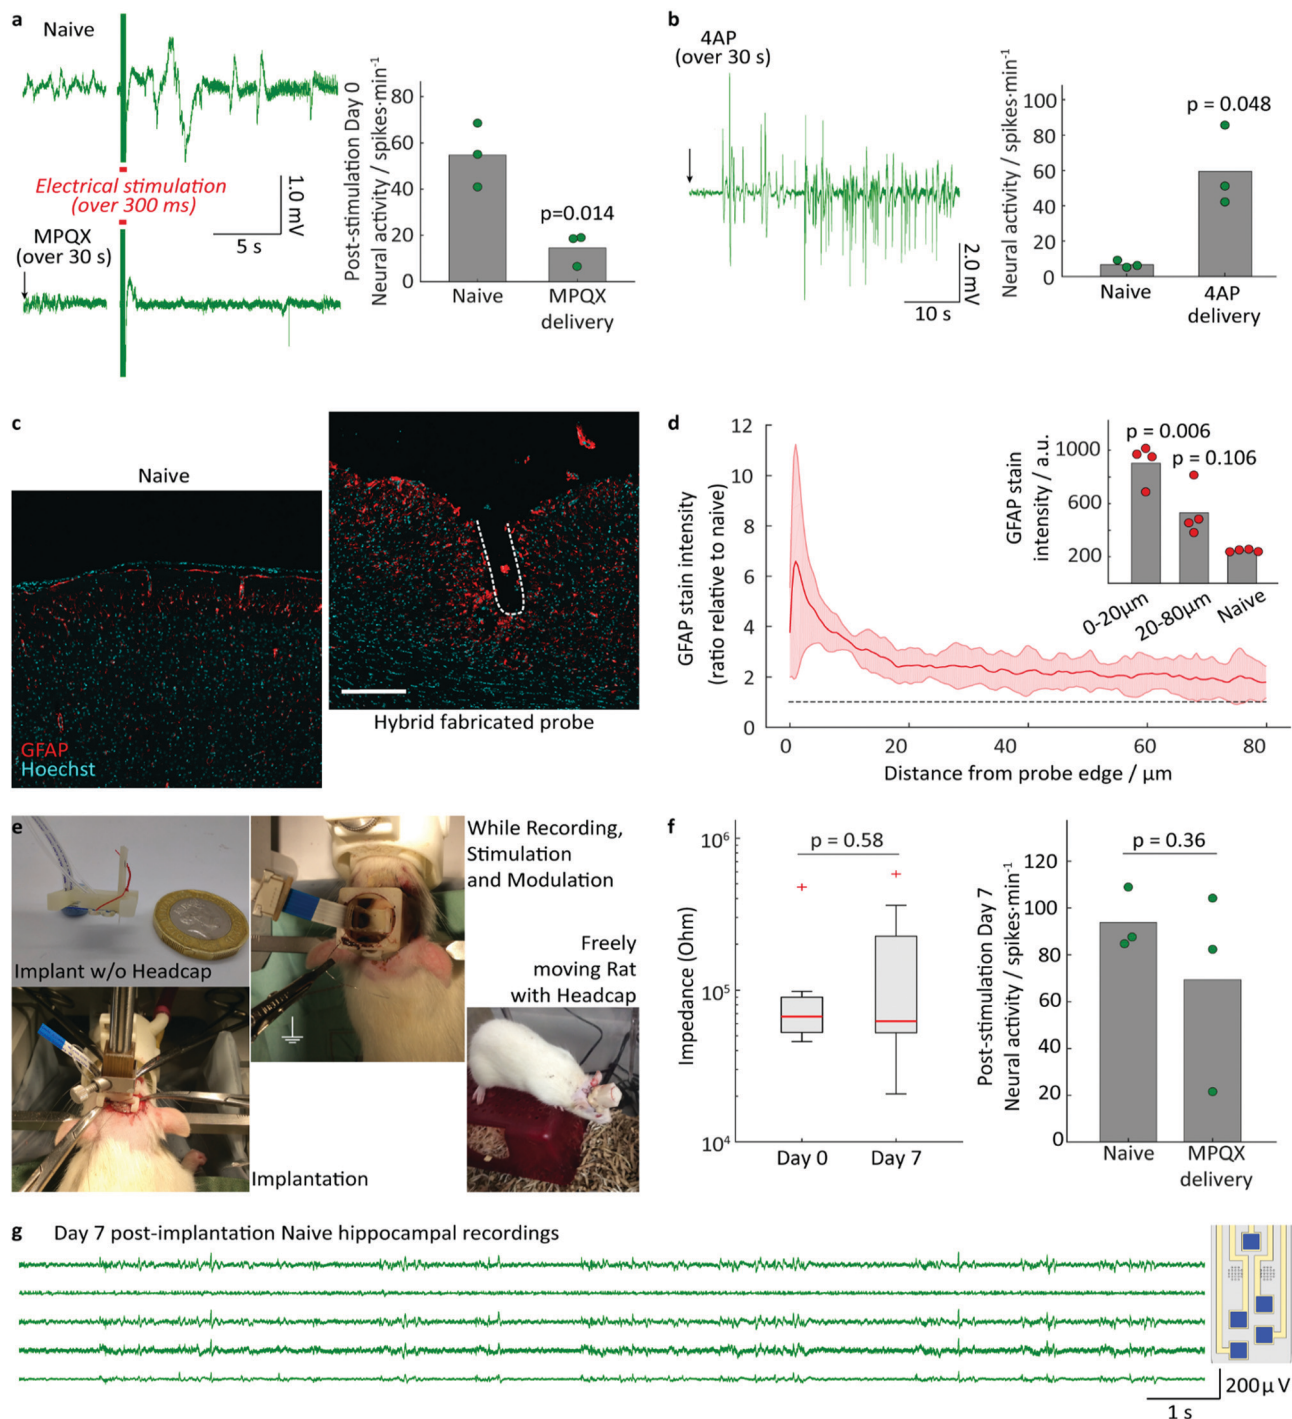 a
Naive
Electrical stimulation
(over 300 ms)
MPQX
(over 30 s)
1.0 mV
5 s
Post-stimulation Day 0
Neural activity / spikes·min⁻¹
80
60
40
20
0
p=0.014
Naive
MPQX
delivery
b
4AP
(over 30 s)
2.0 mV
10 s
Neural activity / spikes·min⁻¹
100
80
60
40
20
0
p = 0.048
Naive
4AP
delivery
c
Naive
GFAP
Hoechst
Hybrid fabricated probe
d
GFAP stain intensity
(ratio relative to naive)
12
10
8
6
4
2
0
0
20
40
60
80
Distance from probe edge / µm
GFAP stain
intensity / a.u.
1000
600
200
p = 0.006
p = 0.106
0-20µm
20-80µm
Naive
e
Implant w/o Headcap
While Recording,
Stimulation
and Modulation
Freely
moving Rat
with Headcap
Implantation
f
Impedance (Ohm)
10⁶
10⁵
10⁴
p = 0.58
Day 0
Day 7
Post-stimulation Day 7
Neural activity / spikes·min⁻¹
120
100
80
60
40
20
0
p = 0.36
Naive
MPQX
delivery
g
Day 7 post-implantation Naive hippocampal recordings
200 µV
1 s